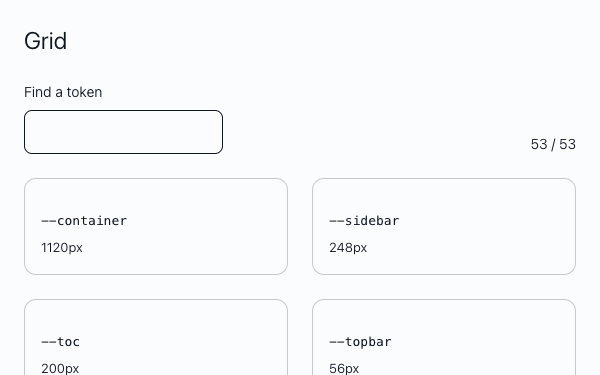 Grid
Find a token
53 / 53
--container
1120px
--sidebar
248px
--toc
200px
--topbar
56px